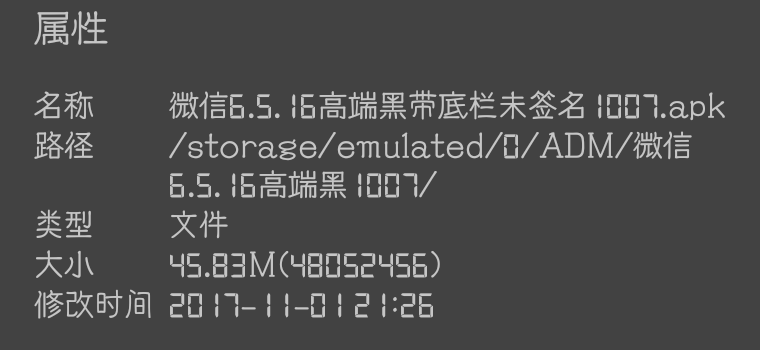 属性
名称 微信6.5.16高端黑带底栏未签名1007.apk
路径 /storage/emulated/0/ADM/微信
6.5.16高端黑1007/
类型 文件
大小 45.83M(48052456)
修改时间 2017-11-01 21:26